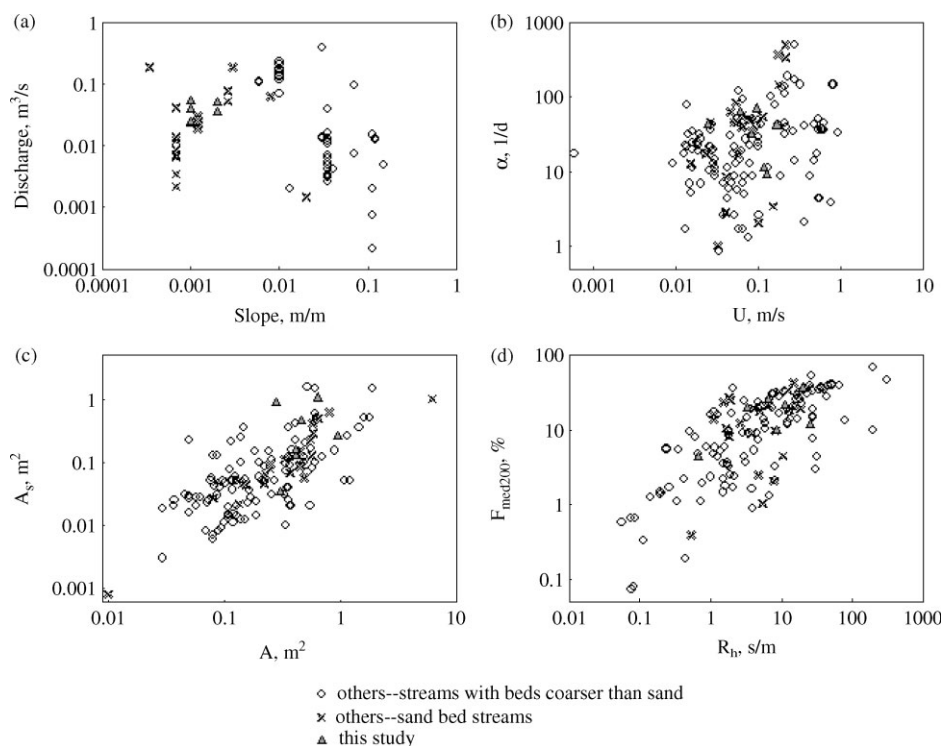 (a)
1
0.1
0.01
0.001
0.0001
Discharge, m³/s
0.0001 0.001 0.01 0.1 1
Slope, m/m
(b)
1000
100
10
1
α, 1/d
0.001 0.01 0.1 1 10
U, m/s
(c)
1
0.1
0.01
0.001
Aₛ, m²
0.01 0.1 1 10
A, m²
(d)
100
10
1
0.1
F_med200, %
0.01 0.1 1 10 100 1000
Rₕ, s/m
others--streams with beds coarser than sand
others--sand bed streams
this study